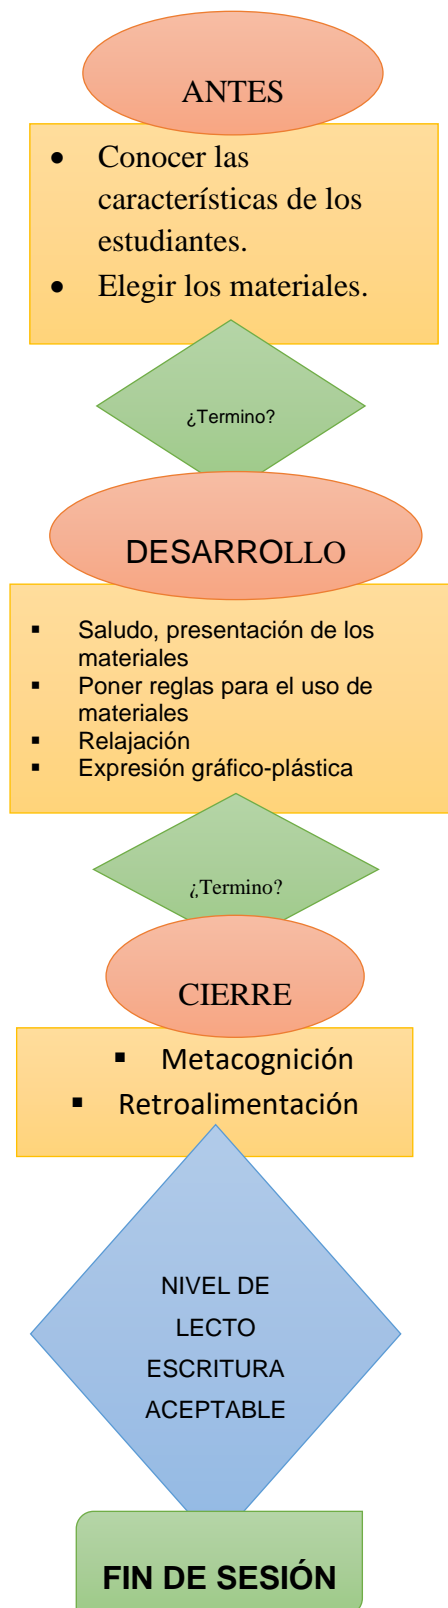 ANTES
• Conocer las
características de los
estudiantes.
• Elegir los materiales.
¿Termino?
DESARROLLO
▪ Saludo, presentación de los
materiales
▪ Poner reglas para el uso de
materiales
▪ Relajación
▪ Expresión gráfico-plástica
¿Termino?
CIERRE
▪ Metacognición
▪ Retroalimentación
NIVEL DE
LECTO
ESCRITURA
ACEPTABLE
FIN DE SESIÓN